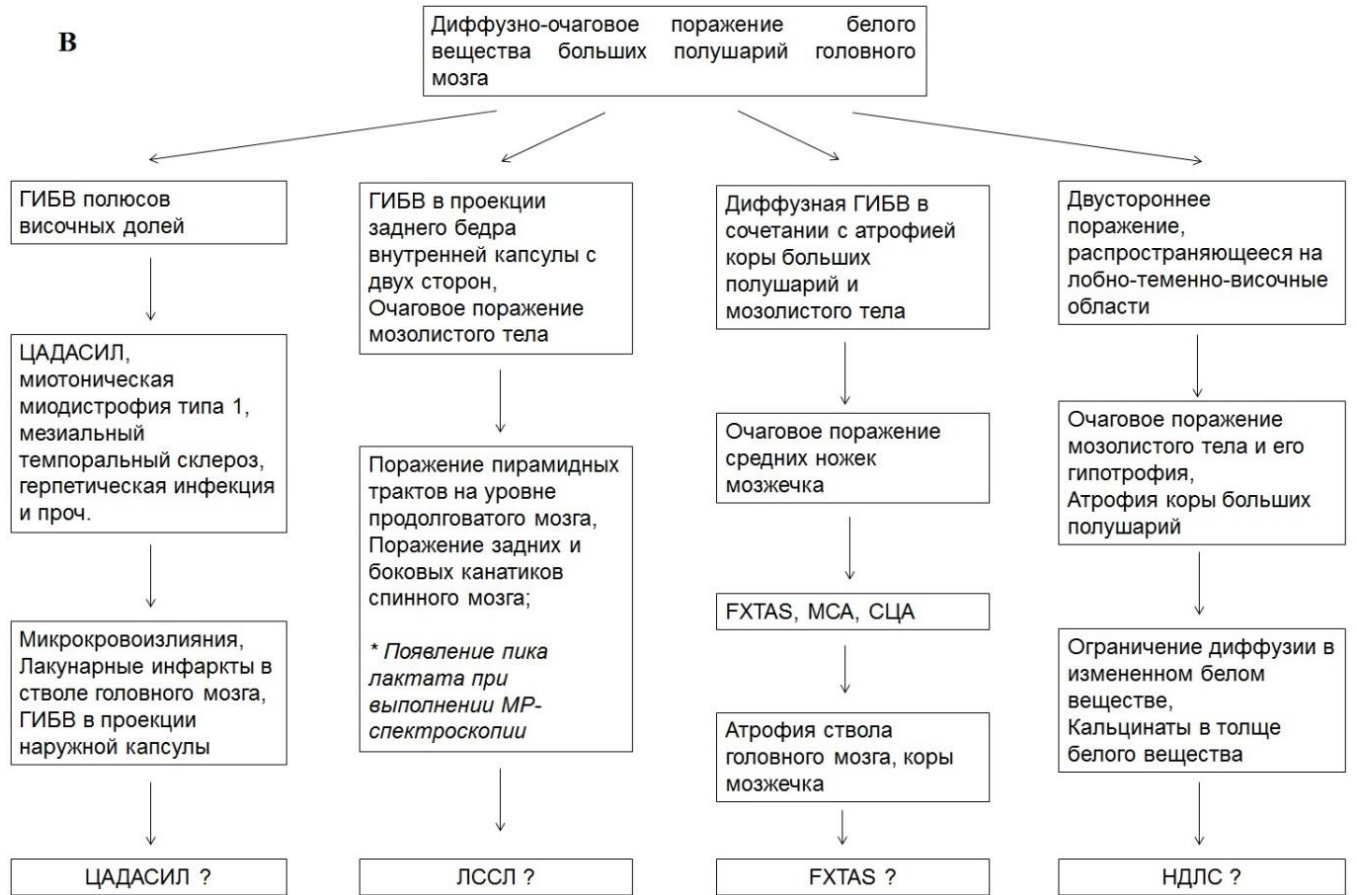 В
Диффузно-очаговое поражение белого
вещества больших полушарий головного
мозга
ГИБВ полюсов
височных долей
ЦАДАСИЛ,
миотоническая
миодистрофия типа 1,
мезиальный
темпоральный склероз,
герпетическая инфекция
и проч.
Микрокровоизлияния,
Лакунарные инфаркты в
стволе головного мозга,
ГИБВ в проекции
наружной капсулы
ЦАДАСИЛ ?
ГИБВ в проекции
заднего бедра
внутренней капсулы с
двух сторон,
Очаговое поражение
мозолистого тела
Поражение пирамидных
трактов на уровне
продолговатого мозга,
Поражение задних и
боковых канатиков
спинного мозга;
* Появление пика
лактата при
выполнении МР-
спектроскопии
ЛССЛ ?
Диффузная ГИБВ в
сочетании с атрофией
коры больших
полушарий и
мозолистого тела
Очаговое поражение
средних ножек
мозжечка
FXTAS, МСА, СЦА
Атрофия ствола
головного мозга, коры
мозжечка
FXTAS ?
Двустороннее
поражение,
распространяющееся на
лобно-теменно-височные
области
Очаговое поражение
мозолистого тела и его
гипотрофия,
Атрофия коры больших
полушарий
Ограничение диффузии в
измененном белом
веществе,
Кальцинаты в толще
белого вещества
НДЛС ?